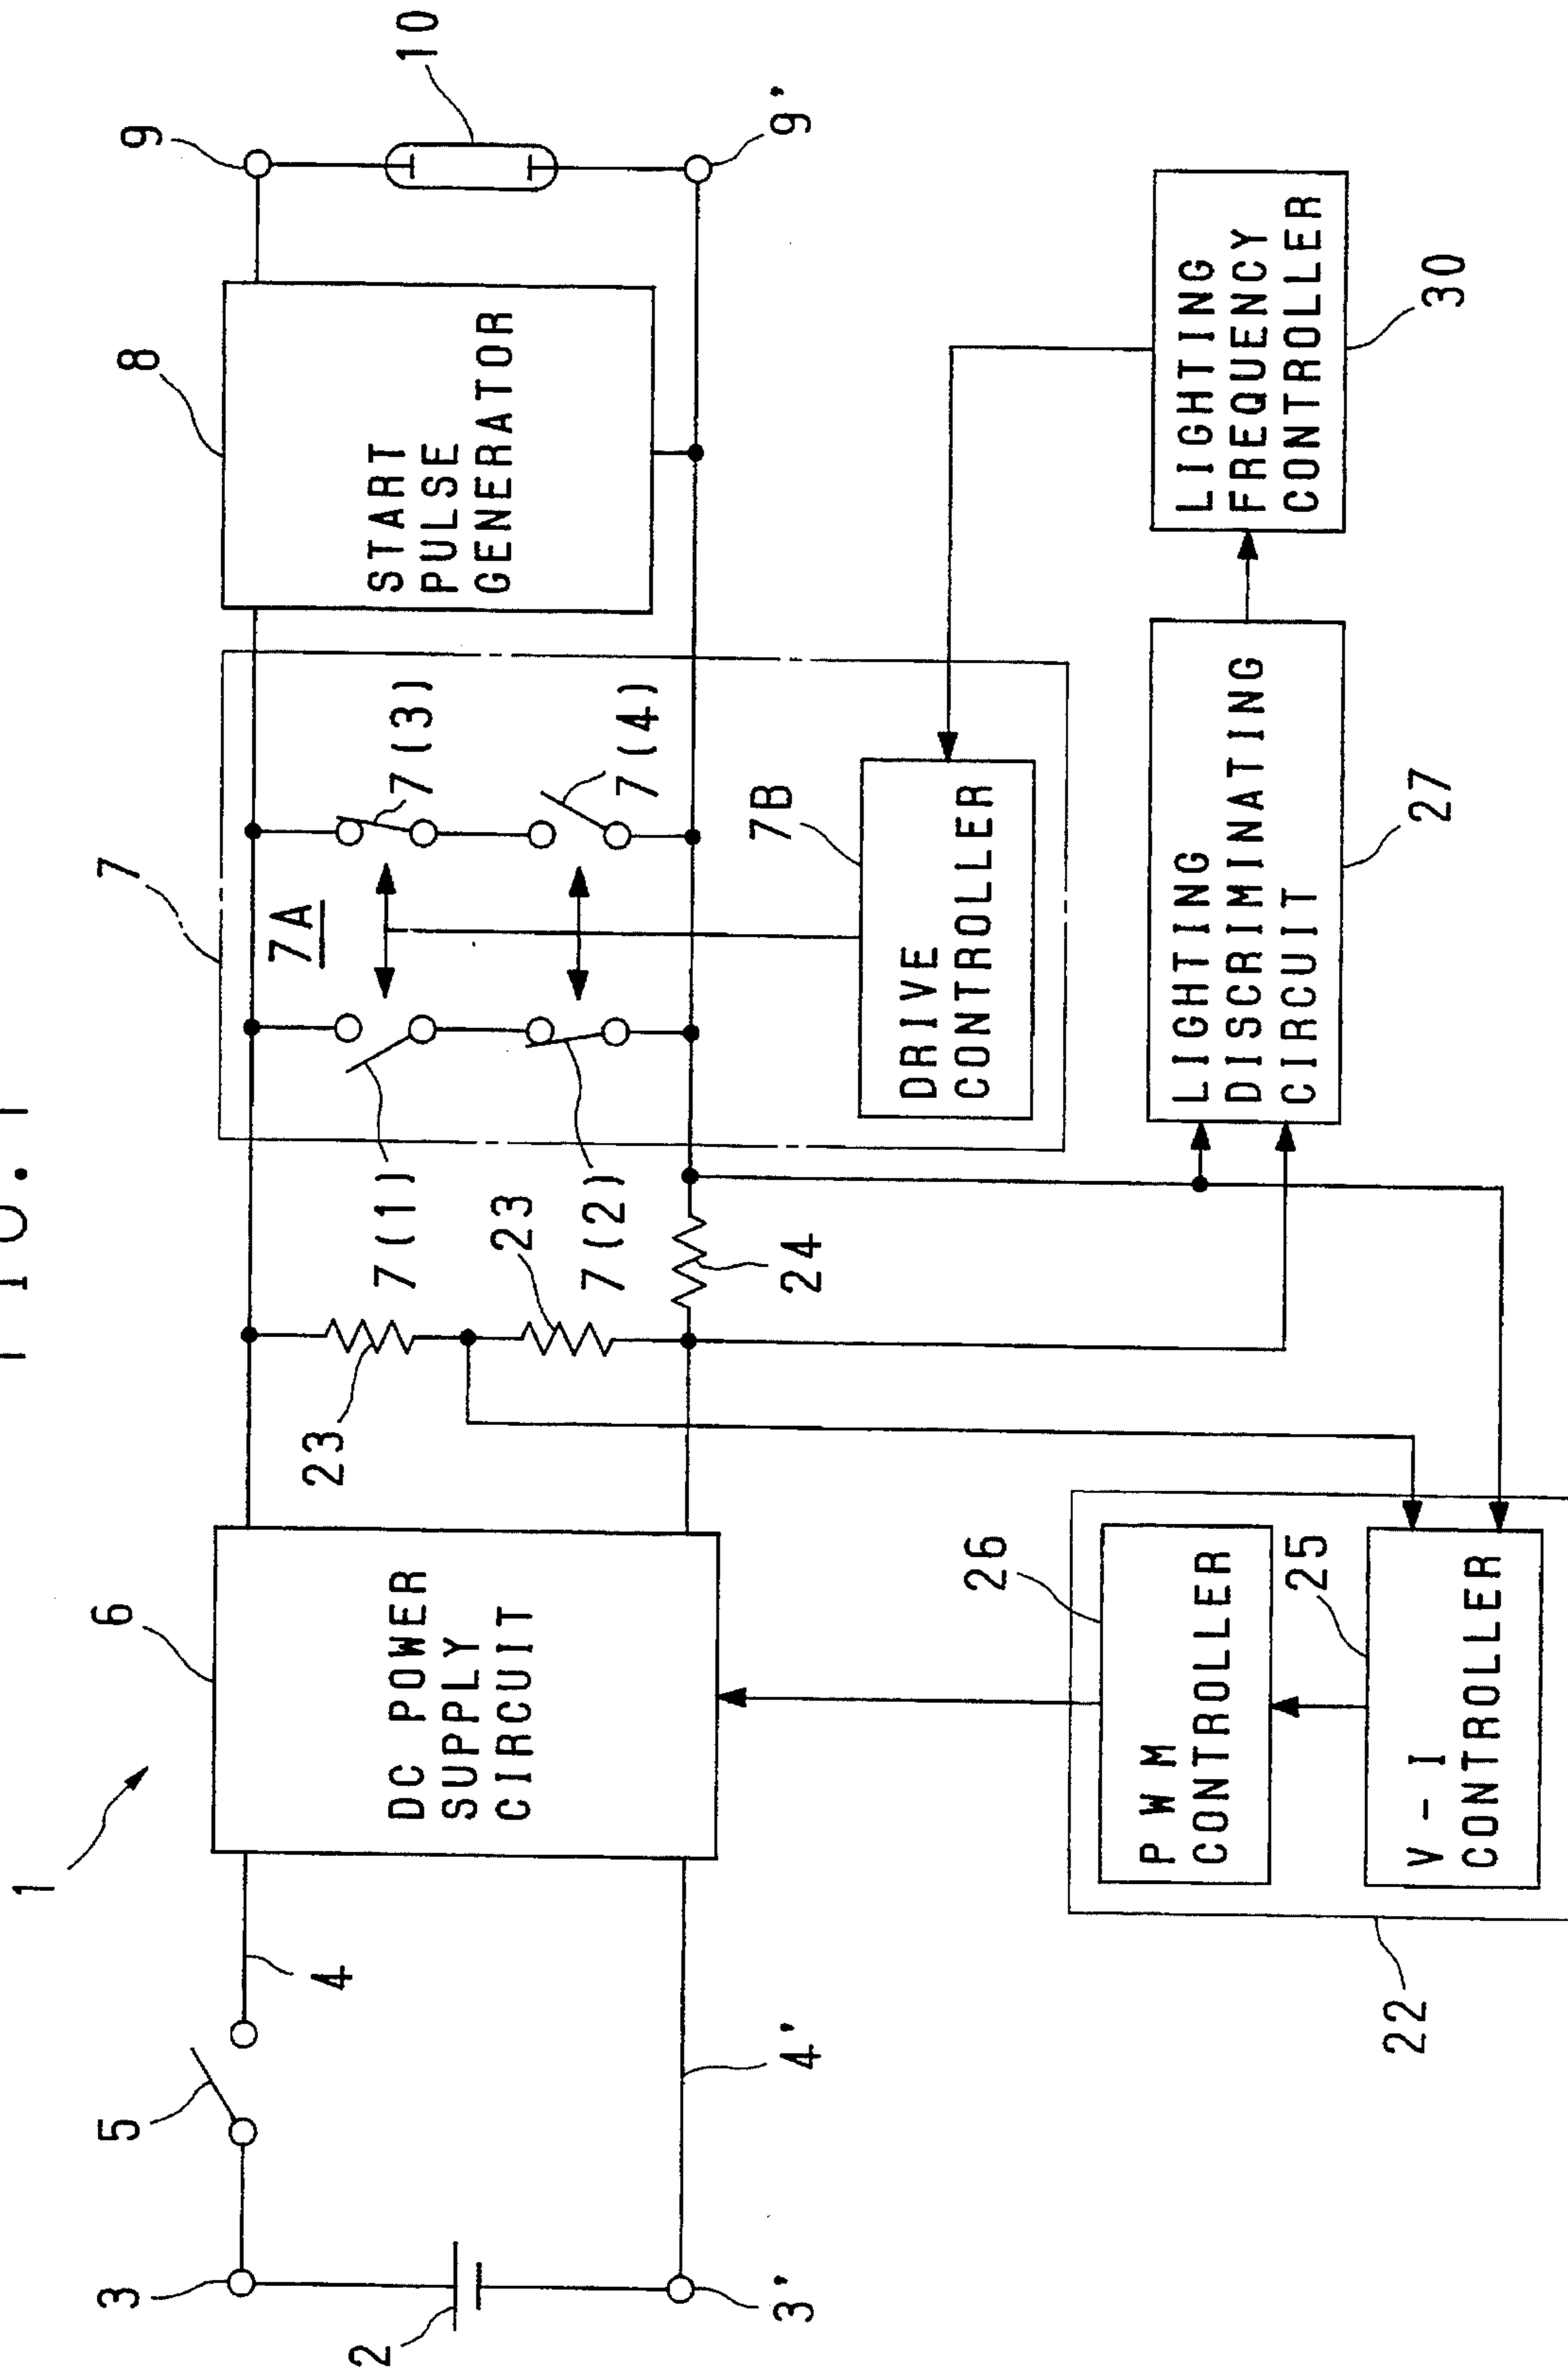 FIG. 1
1
2
3
3'
4
4'
5
6
DC POWER
SUPPLY
CIRCUIT
23
23
24
7
7A
7(1)
7(2)
7(3)
7(4)
7B
DRIVE
CONTROLLER
8
START
PULSE
GENERATOR
9
9'
10
22
26
PWM
CONTROLLER
25
V-I
CONTROLLER
27
LIGHTING
DISCRIMINATING
CIRCUIT
30
LIGHTING
FREQUENCY
CONTROLLER